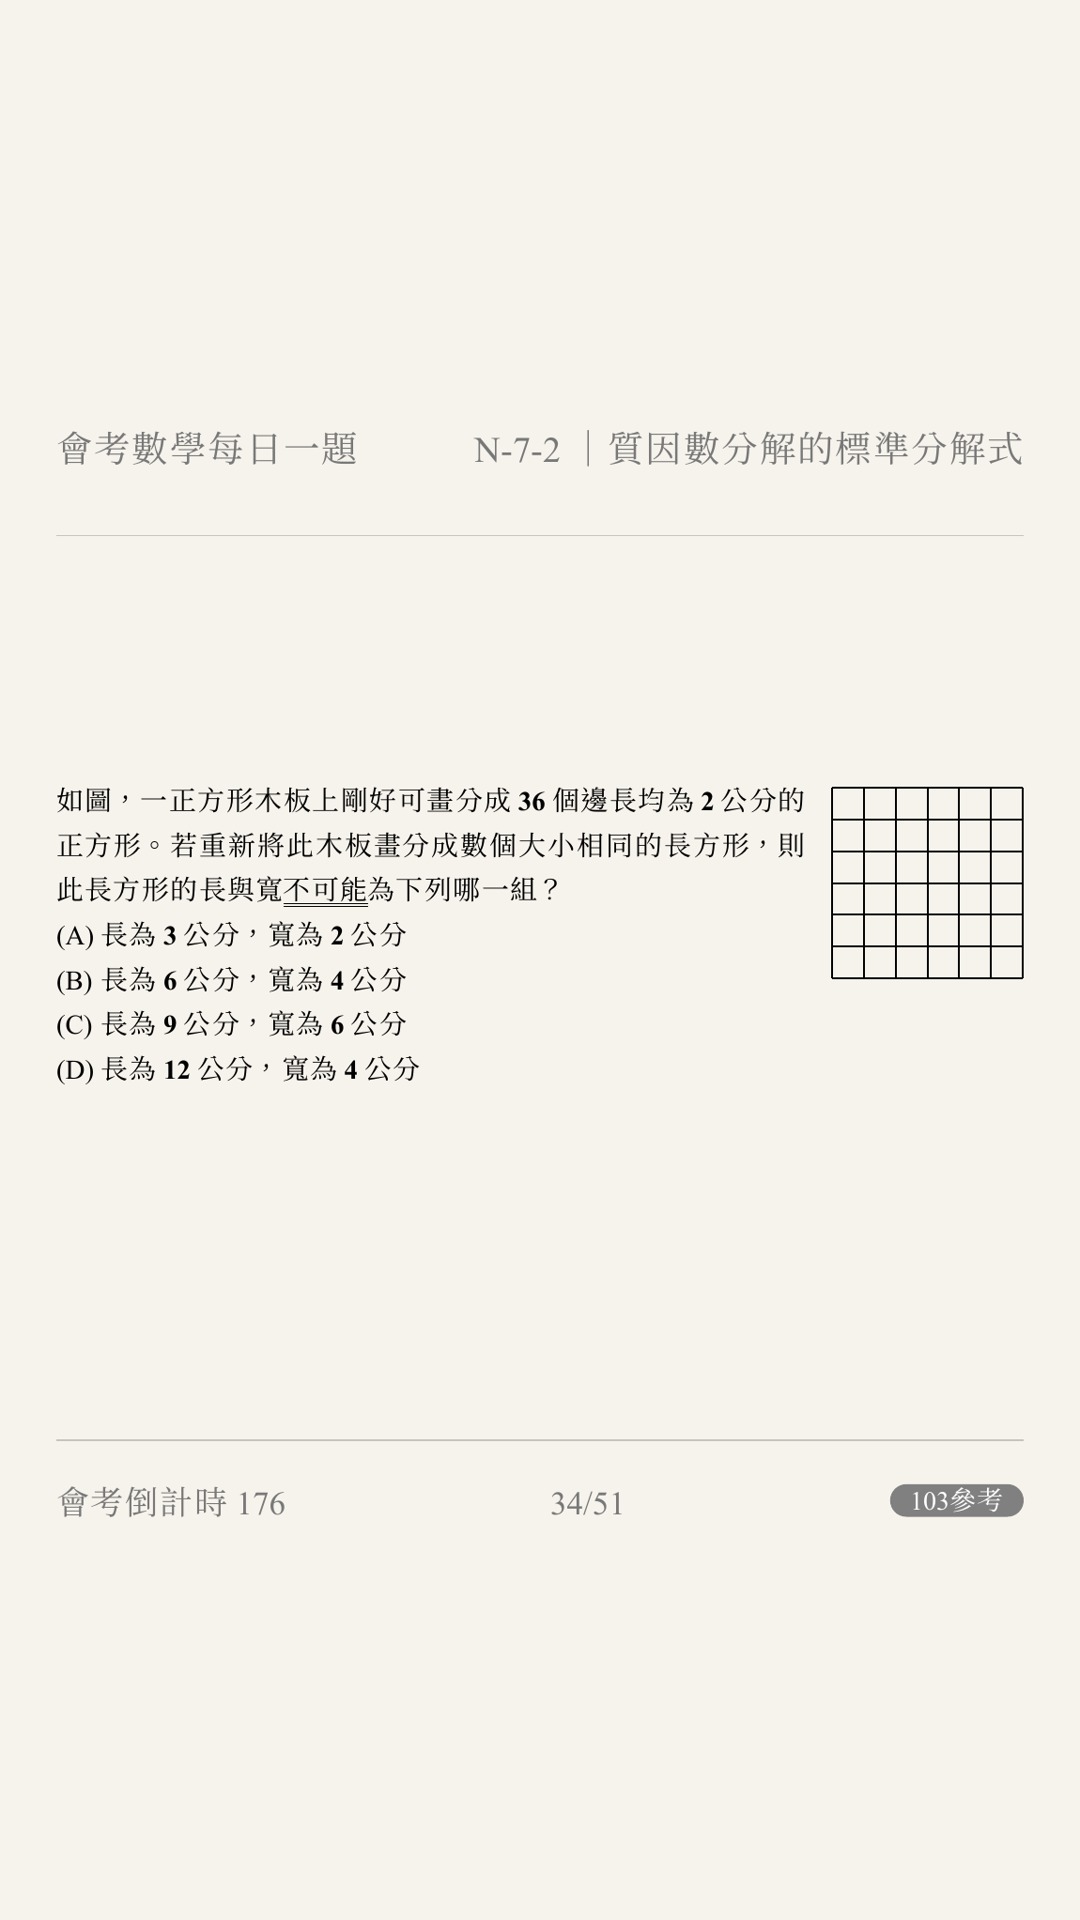 會考數學每日一題
N-7-2｜質因數分解的標準分解式
如圖，一正方形木板上剛好可畫分成 36 個邊長均為 2 公分的
正方形。若重新將此木板畫分成數個大小相同的長方形，則
此長方形的長與寬不可能為下列哪一組？
(A) 長為 3 公分，寬為 2 公分
(B) 長為 6 公分，寬為 4 公分
(C) 長為 9 公分，寬為 6 公分
(D) 長為 12 公分，寬為 4 公分
會考倒計時 176
34/51
103參考